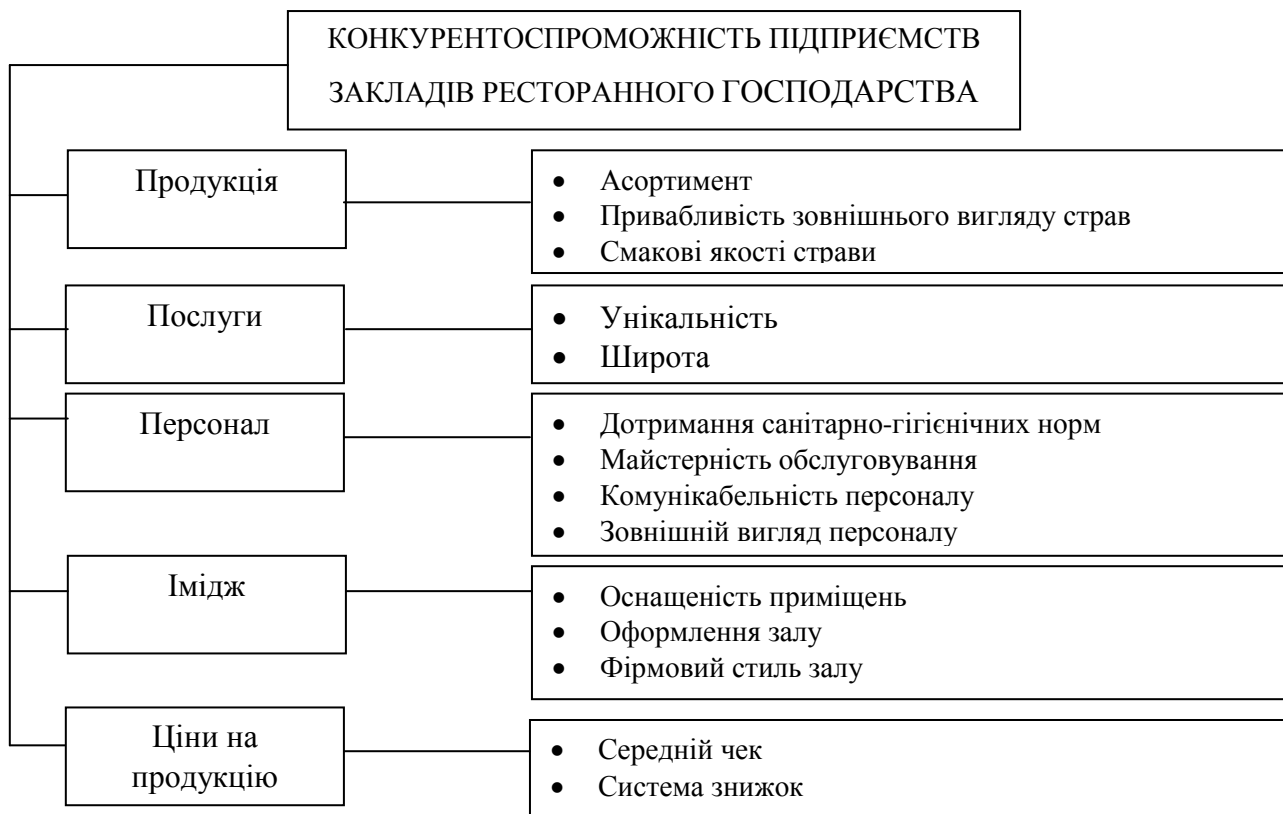 КОНКУРЕНТОСПРОМОЖНІСТЬ ПІДПРИЄМСТВ
ЗАКЛАДІВ РЕСТОРАННОГО ГОСПОДАРСТВА
Продукція
• Асортимент
• Привабливість зовнішнього вигляду страв
• Смакові якості страви
Послуги
• Унікальність
• Широта
Персонал
• Дотримання санітарно-гігієнічних норм
• Майстерність обслуговування
• Комунікабельність персоналу
• Зовнішній вигляд персоналу
Імідж
• Оснащеність приміщень
• Оформлення залу
• Фірмовий стиль залу
Ціни на
продукцію
• Середній чек
• Система знижок